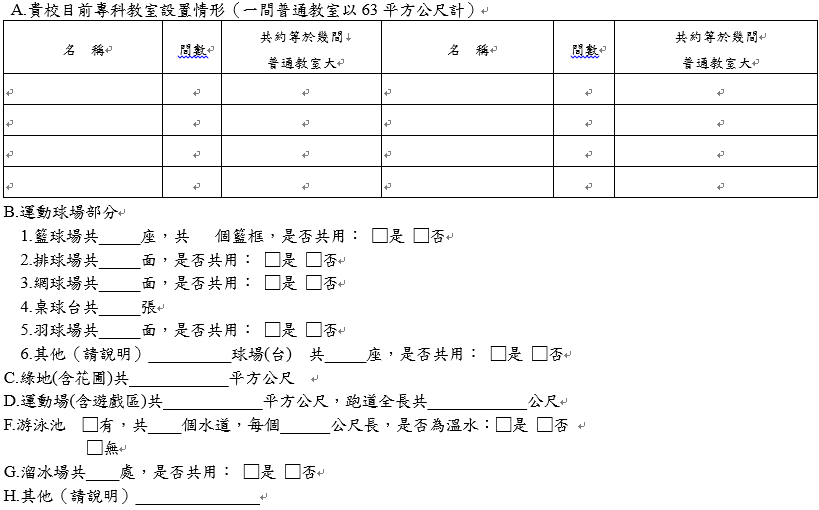 A.貴校目前專科教室設置情形（一間普通教室以 63 平方公尺計）
名　稱 間數 共約等於幾間↓ 名　稱 間數 共約等於幾間
普通教室大 普通教室大
B.運動球場部分
1.籃球場共_____座，共　 個籃框，是否共用： □是 □否
2.排球場共_____面，是否共用： □是 □否
3.網球場共_____面，是否共用： □是 □否
4.桌球台共_____張
5.羽球場共_____面，是否共用： □是 □否
6.其他（請說明）__________球場(台)　共_____座，是否共用： □是 □否
C.綠地(含花圃)共____________平方公尺
D.運動場(含遊戲區)共____________平方公尺，跑道全長共____________公尺
F.游泳池　□有，共____個水道，每個______公尺長，是否為溫水：□是 □否
□無
G.溜冰場共____處，是否共用： □是 □否
H.其他（請說明）_______________